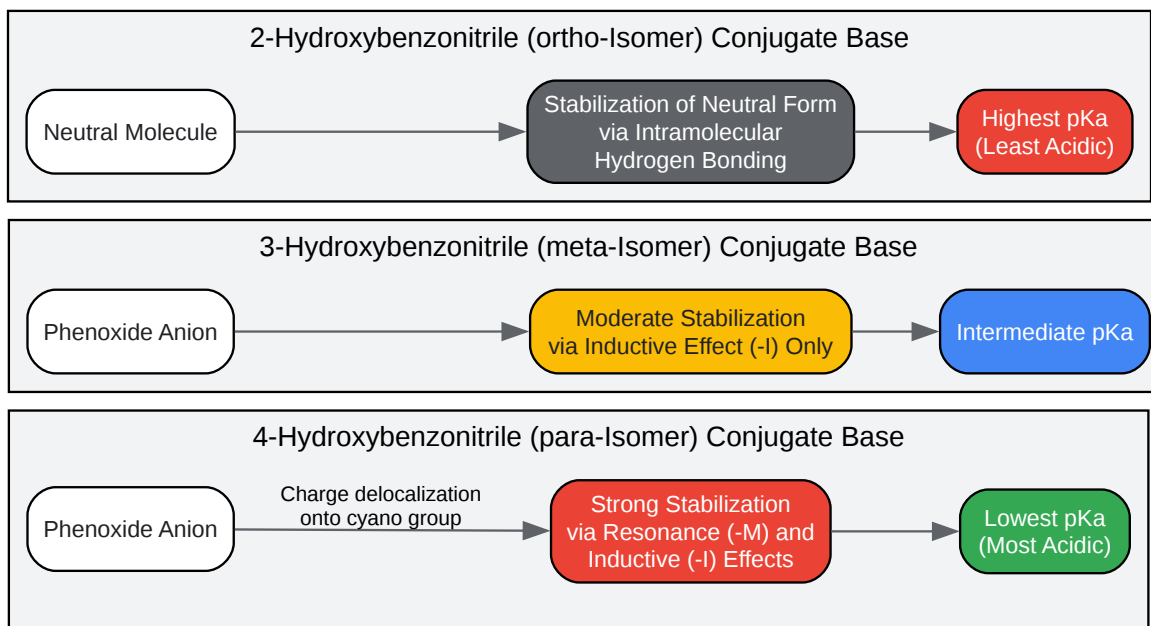 2-Hydroxybenzonitrile (ortho-Isomer) Conjugate Base
Neutral Molecule
Stabilization of Neutral Form
via Intramolecular
Hydrogen Bonding
Highest pKa
(Least Acidic)
3-Hydroxybenzonitrile (meta-Isomer) Conjugate Base
Phenoxide Anion
Moderate Stabilization
via Inductive Effect (-I) Only
Intermediate pKa
4-Hydroxybenzonitrile (para-Isomer) Conjugate Base
Phenoxide Anion
Charge delocalization
onto cyano group
Strong Stabilization
via Resonance (-M) and
Inductive (-I) Effects
Lowest pKa
(Most Acidic)